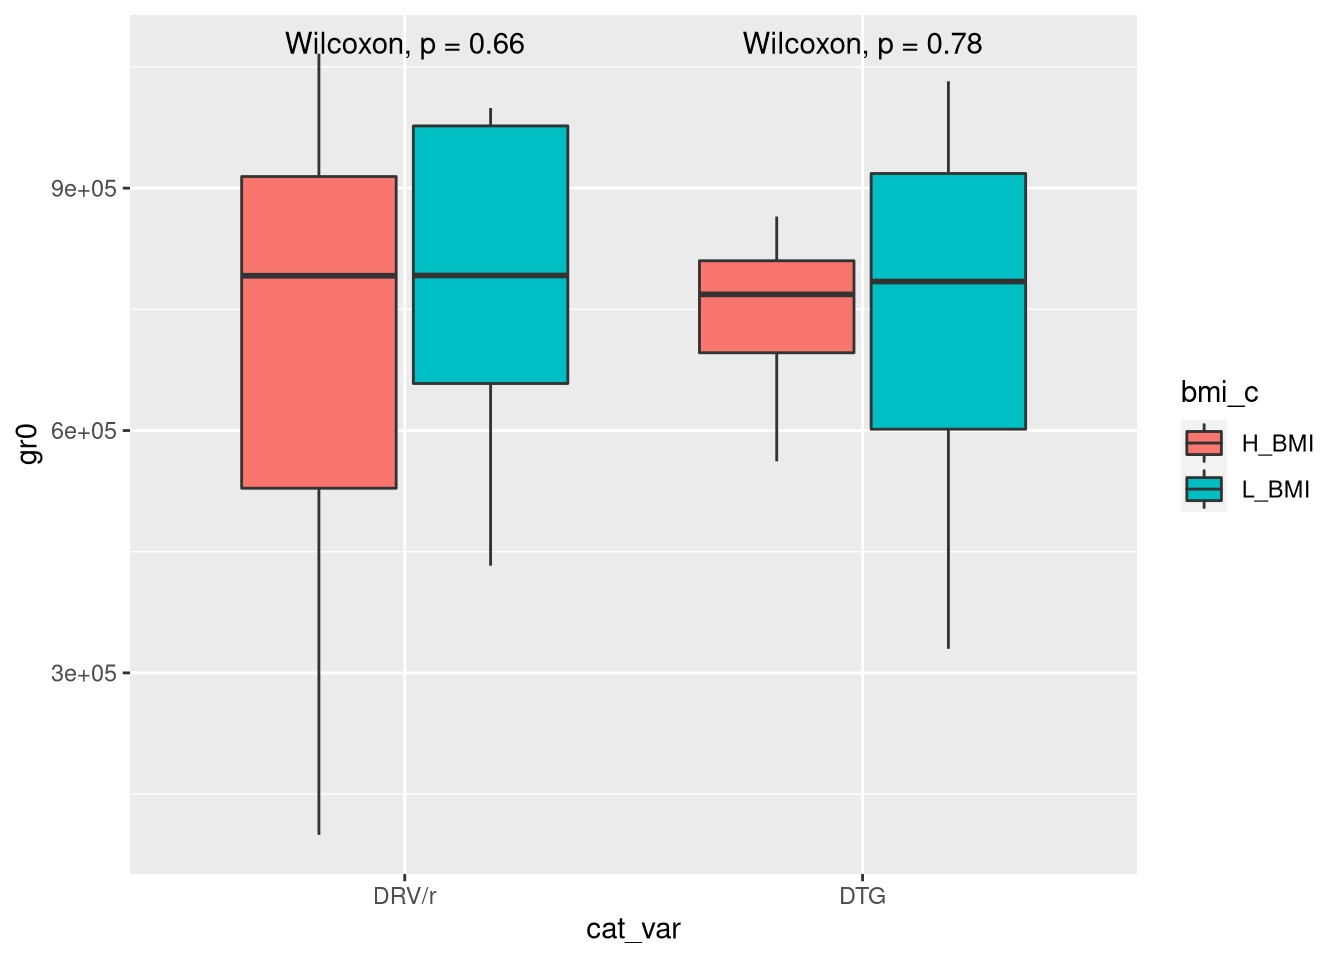 Wilcoxon, p = 0.66
Wilcoxon, p = 0.78
9e+05
6e+05
3e+05
gr0
DRV/r
DTG
cat_var
bmi_c
H_BMI
L_BMI